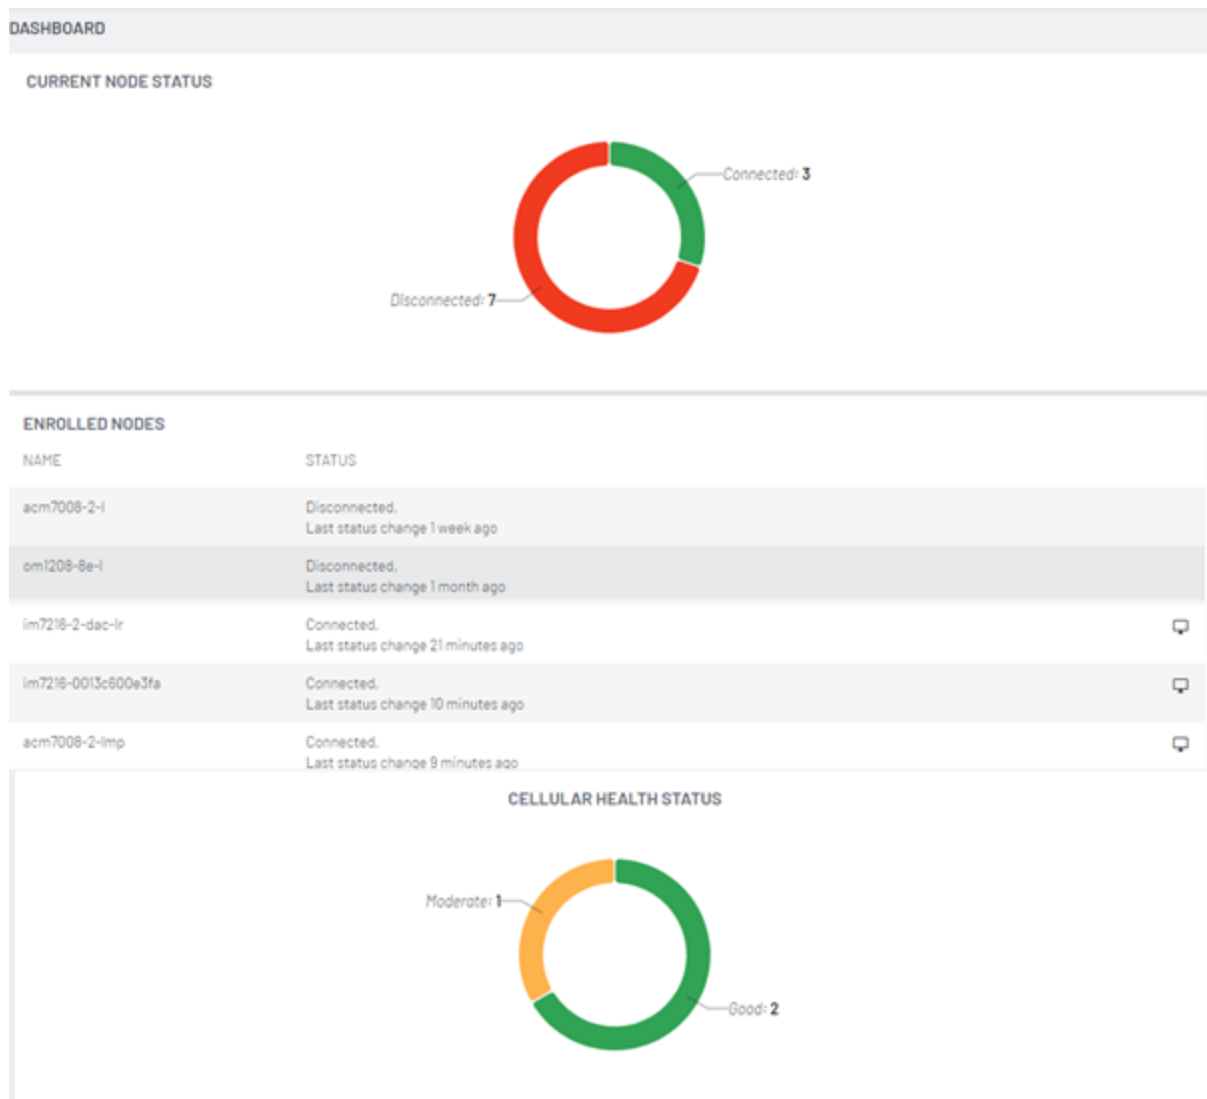 DASHBOARD
CURRENT NODE STATUS
Connected: 3
Disconnected: 7
ENROLLED NODES
NAME STATUS
acm7008-2-l Disconnected.
Last status change 1 week ago
om1208-8e-l Disconnected.
Last status change 1 month ago
im7216-2-dac-lr Connected.
Last status change 21 minutes ago
im7216-0013c600e3fa Connected.
Last status change 10 minutes ago
acm7008-2-lmp Connected.
Last status change 9 minutes ago
CELLULAR HEALTH STATUS
Moderate: 1
Good: 2